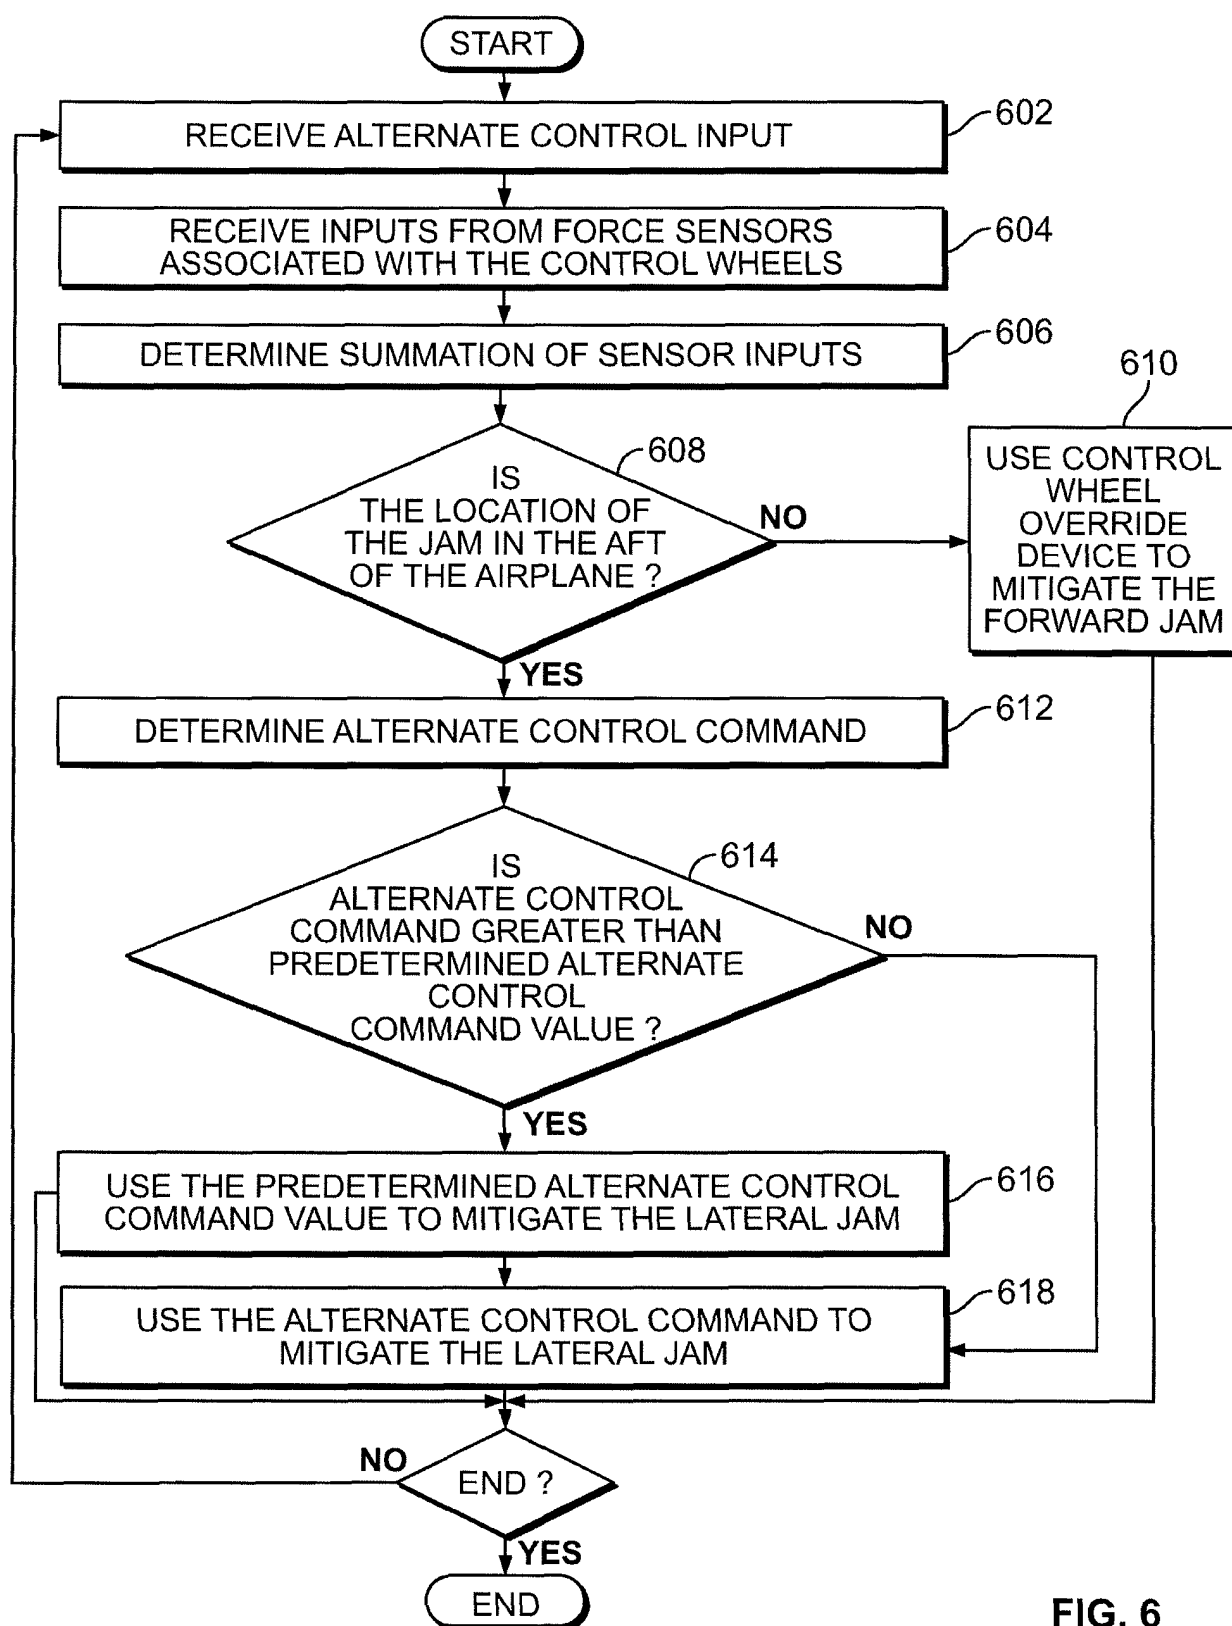 START
RECEIVE ALTERNATE CONTROL INPUT
602
RECEIVE INPUTS FROM FORCE SENSORS
ASSOCIATED WITH THE CONTROL WHEELS
604
DETERMINE SUMMATION OF SENSOR INPUTS
606
IS
THE LOCATION OF
THE JAM IN THE AFT
OF THE AIRPLANE ?
608
NO
610
USE CONTROL
WHEEL
OVERRIDE
DEVICE TO
MITIGATE THE
FORWARD JAM
YES
DETERMINE ALTERNATE CONTROL COMMAND
612
IS
ALTERNATE CONTROL
COMMAND GREATER THAN
PREDETERMINED ALTERNATE
CONTROL
COMMAND VALUE ?
614
NO
YES
USE THE PREDETERMINED ALTERNATE CONTROL
COMMAND VALUE TO MITIGATE THE LATERAL JAM
616
USE THE ALTERNATE CONTROL COMMAND TO
MITIGATE THE LATERAL JAM
618
NO
END ?
YES
END
FIG. 6